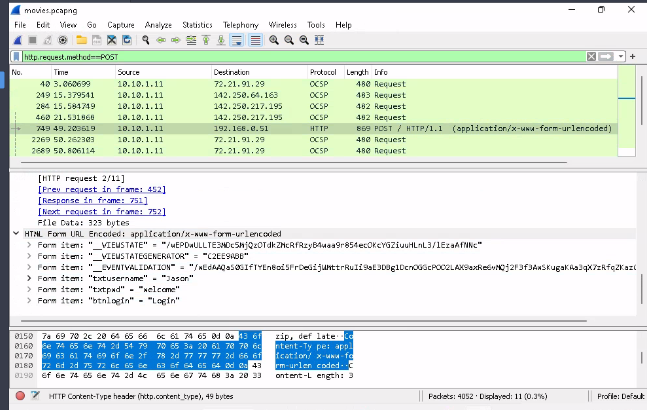 movies.pcapng
File Edit View Go Capture Analyze Statistics Telephony Wireless Tools Help
http.request.method==POST
No. Time Source Destination Protocol Length Info
40 3.060699 10.10.1.11 72.21.91.29 OCSP 480 Request
249 15.379541 10.10.1.11 142.250.64.163 OCSP 483 Request
284 15.584749 10.10.1.11 142.250.217.195 OCSP 482 Request
460 21.531868 10.10.1.11 142.250.217.195 OCSP 482 Request
749 49.203619 10.10.1.11 192.168.0.51 HTTP 869 POST / HTTP/1.1 (application/x-www-form-urlencoded)
2269 50.262303 10.10.1.11 72.21.91.29 OCSP 480 Request
2689 50.806114 10.10.1.11 72.21.91.29 OCSP 480 Request
[HTTP request 2/11]
[Prev request in frame: 452]
[Response in frame: 751]
[Next request in frame: 752]
File Data: 323 bytes
HTML Form URL Encoded: application/x-www-form-urlencoded
Form item: "__VIEWSTATE" =
Form item: "__VIEWSTATEGENERATOR" = "C2EE9ABB"
Form item: "__EVENTVALIDATION" =
Form item: "txtusername" = "Jason"
Form item: "txtpwd" = "welcome"
Form item: "btnlogin" = "Login"
0150 7a 69 70 2c 20 64 65 66 6c 61 74 65 0d 0a 43 6f zip, def late··Co
0160 6e 74 65 6e 74 2d 54 79 70 65 3a 20 61 70 70 6c ntent-Ty pe: appl
0170 69 63 61 74 69 6f 6e 2f 78 2d 77 77 77 2d 66 6f ication/ x-www-fo
0180 72 6d 2d 75 72 6c 65 6e 63 6f 64 65 64 0d 0a 43 rm-urlen coded··C
0190 6f 6e 74 65 6e 74 2d 4c 65 6e 67 74 68 3a 20 33 ontent-L ength: 3
HTTP Content-Type header (http.content_type), 49 bytes
Packets: 4052 · Displayed: 11 (0.3%)
Profile: Default